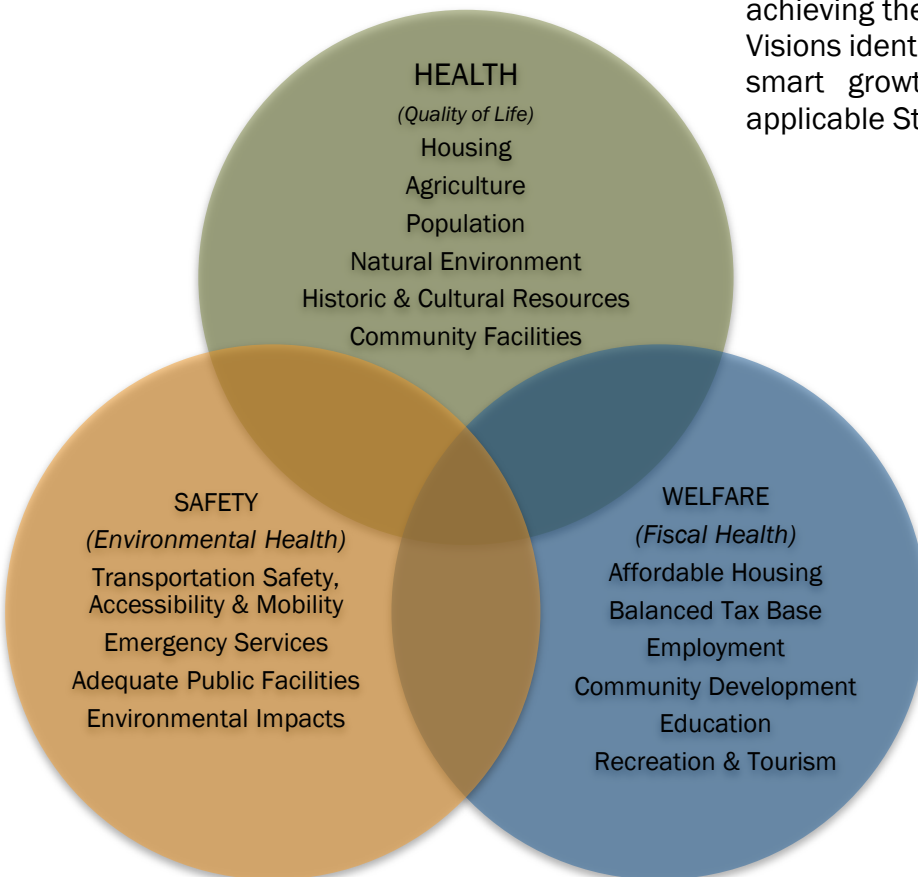 achieving the
Visions ident
smart growt
applicable St
HEALTH
(Quality of Life)
Housing
Agriculture
Population
Natural Environment
Historic & Cultural Resources
Community Facilities
SAFETY
(Environmental Health)
Transportation Safety,
Accessibility & Mobility
Emergency Services
Adequate Public Facilities
Environmental Impacts
WELFARE
(Fiscal Health)
Affordable Housing
Balanced Tax Base
Employment
Community Development
Education
Recreation & Tourism